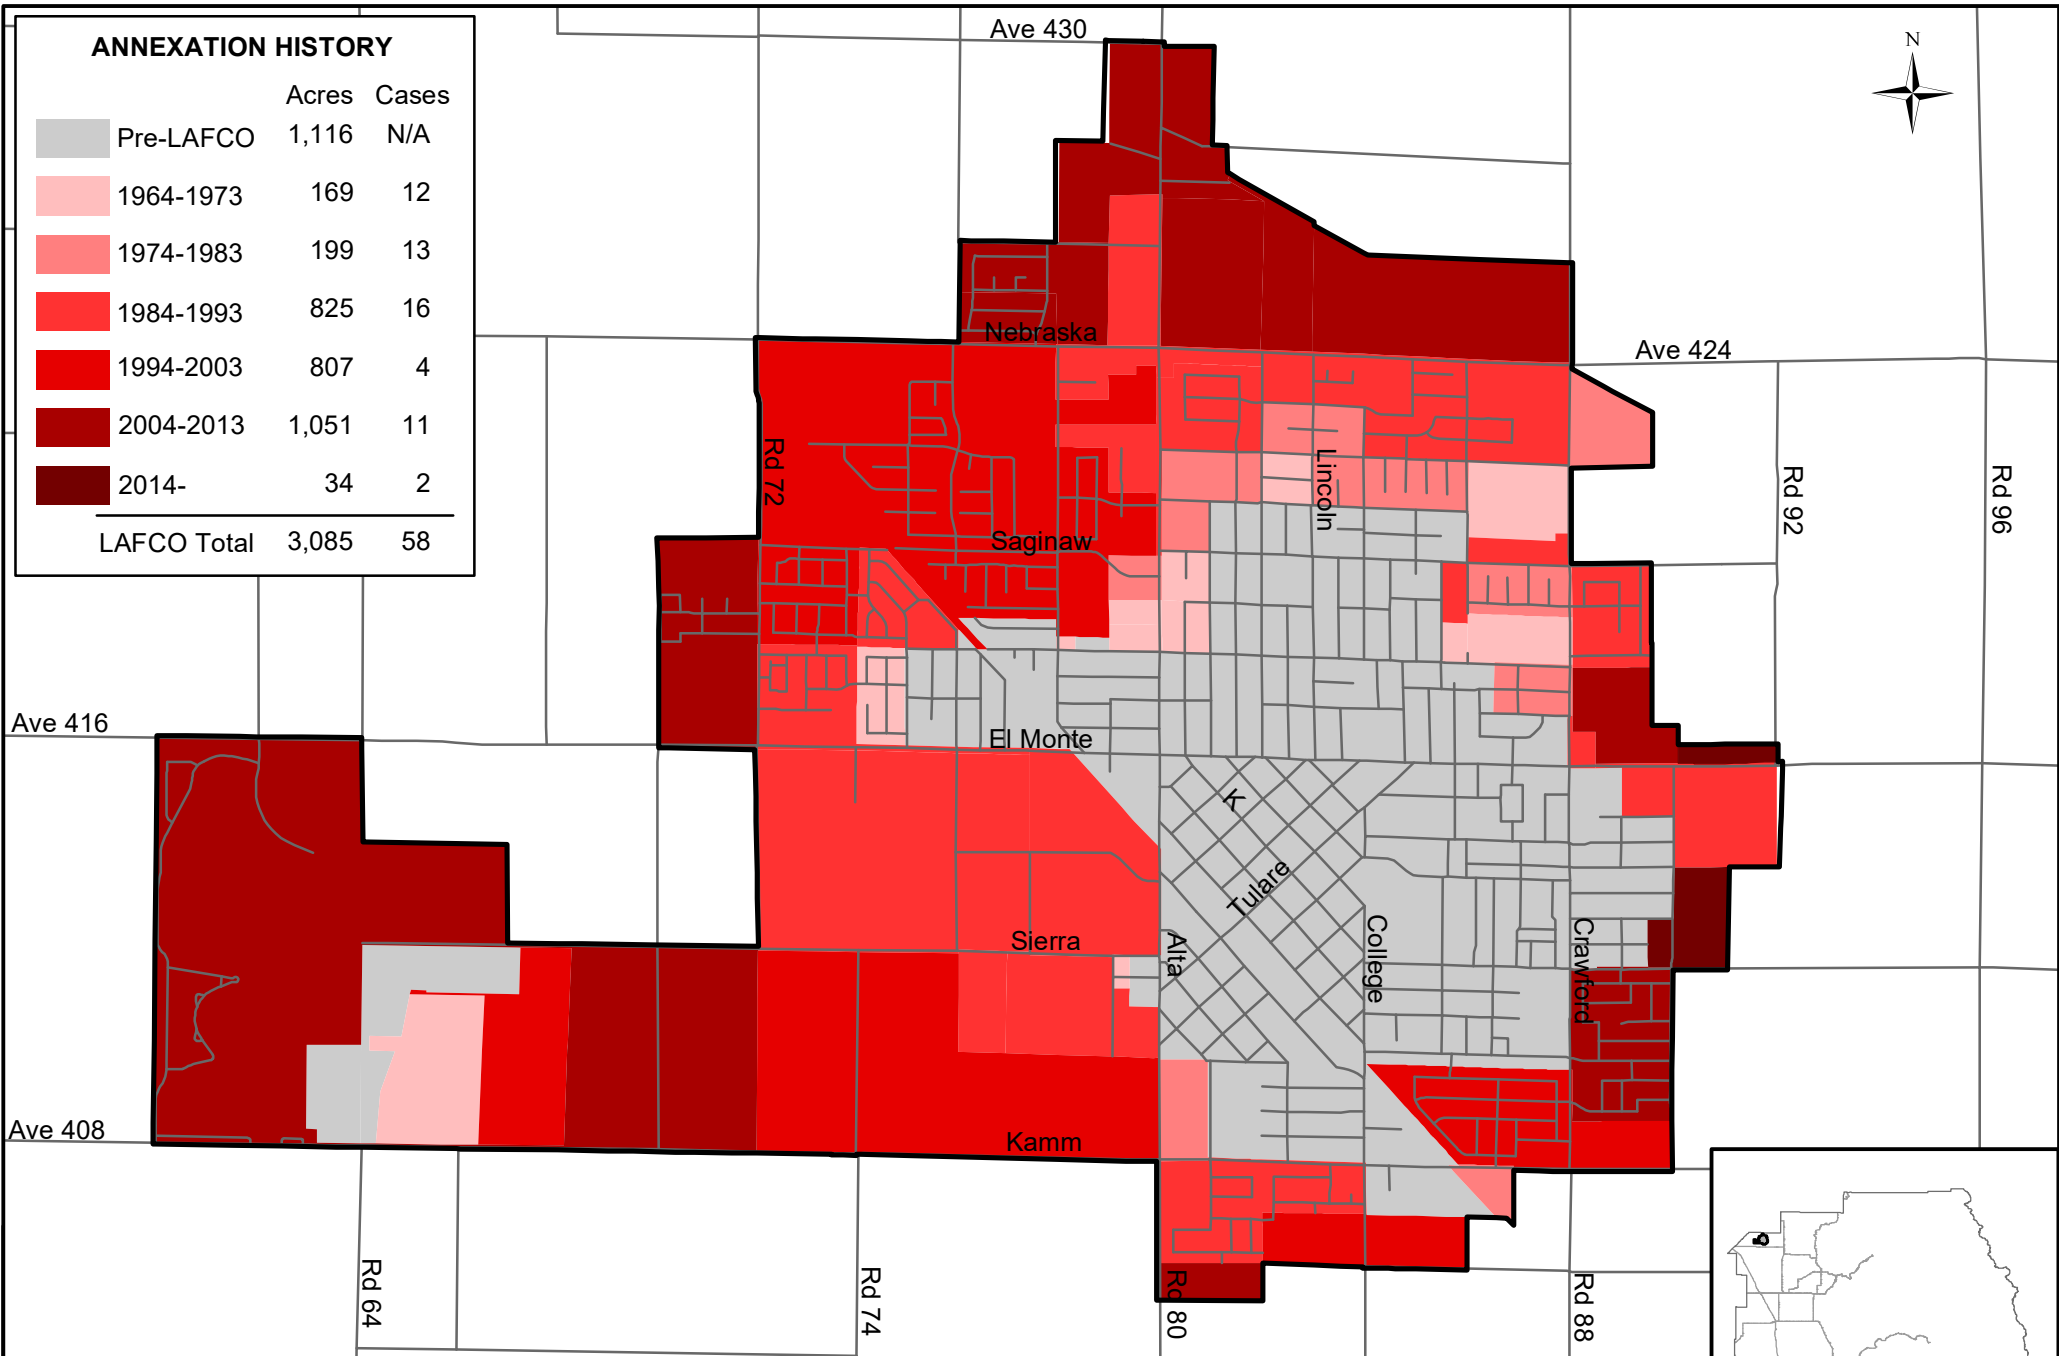 ANNEXATION HISTORY
Acres Cases
Pre-LAFCO 1,116 N/A
1964-1973 169 12
1974-1983 199 13
1984-1993 825 16
1994-2003 807 4
2004-2013 1,051 11
2014- 34 2
LAFCO Total 3,085 58
Ave 430
N
Nebraska
Ave 424
Rd 72
Lincoln
Rd 92
Rd 96
Saginaw
Ave 416
El Monte
K
Tulare
Sierra
Alta
College
Crawford
Ave 408
Kamm
Rd 64
Rd 74
Rd 80
Rd 88